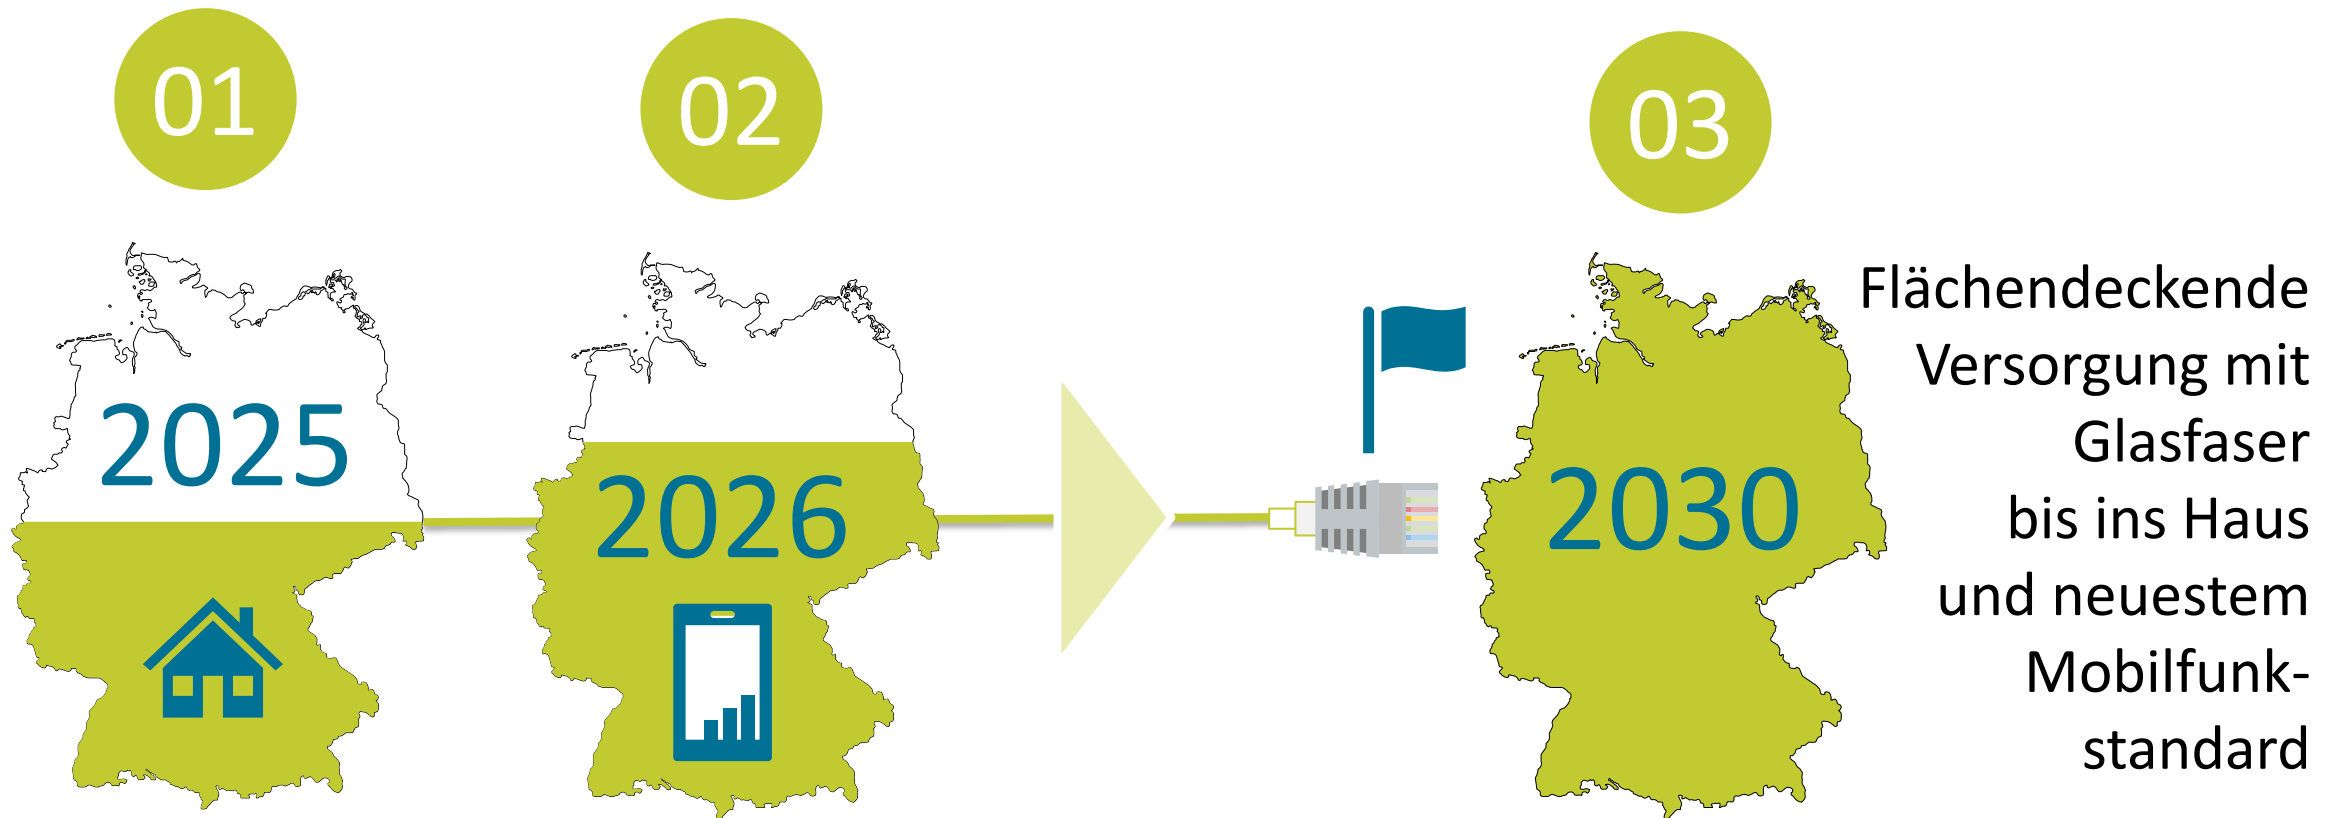 01
02
03
2025
2026
2030
Flächendeckende
Versorgung mit
Glasfaser
bis ins Haus
und neuestem
Mobilfunk-
standard